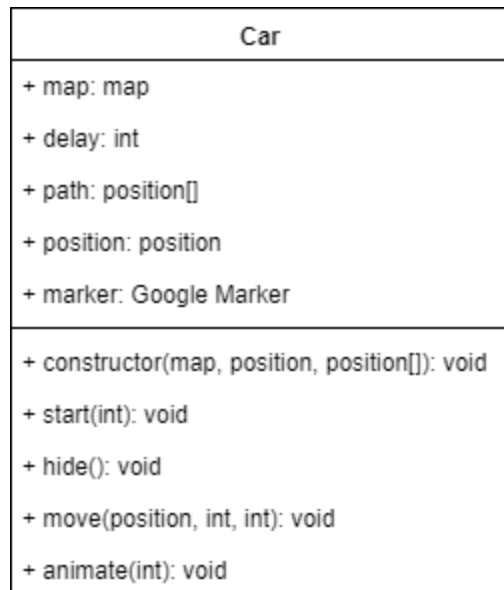 Car
+ map: map
+ delay: int
+ path: position[]
+ position: position
+ marker: Google Marker
+ constructor(map, position, position[]): void
+ start(int): void
+ hide(): void
+ move(position, int, int): void
+ animate(int): void